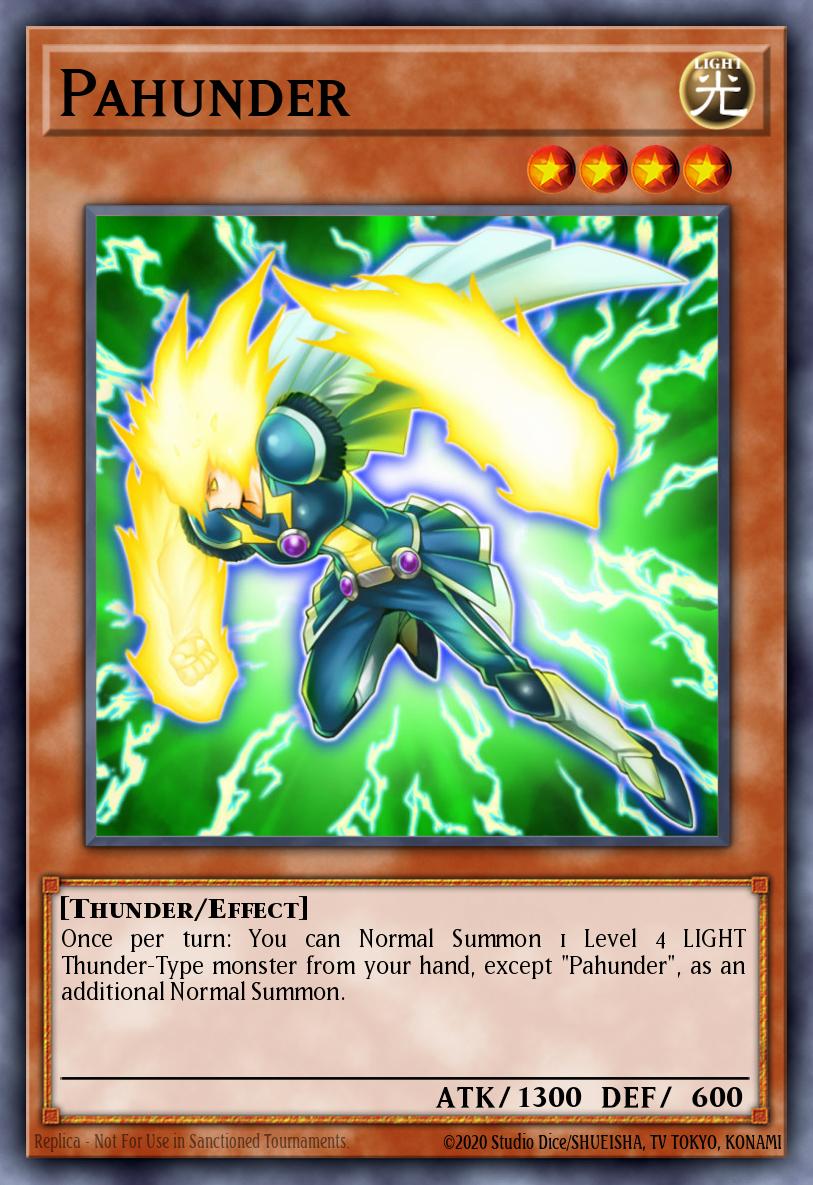 PAHUNDER
LIGHT
光
[THUNDER/EFFECT]
Once per turn: You can Normal Summon 1 Level 4 LIGHT
Thunder-Type monster from your hand, except "Pahunder", as an
additional Normal Summon.
ATK/1300 DEF/ 600
Replica - Not For Use in Sanctioned Tournaments.
©2020 Studio Dice/SHUEISHA, TV TOKYO, KONAMI